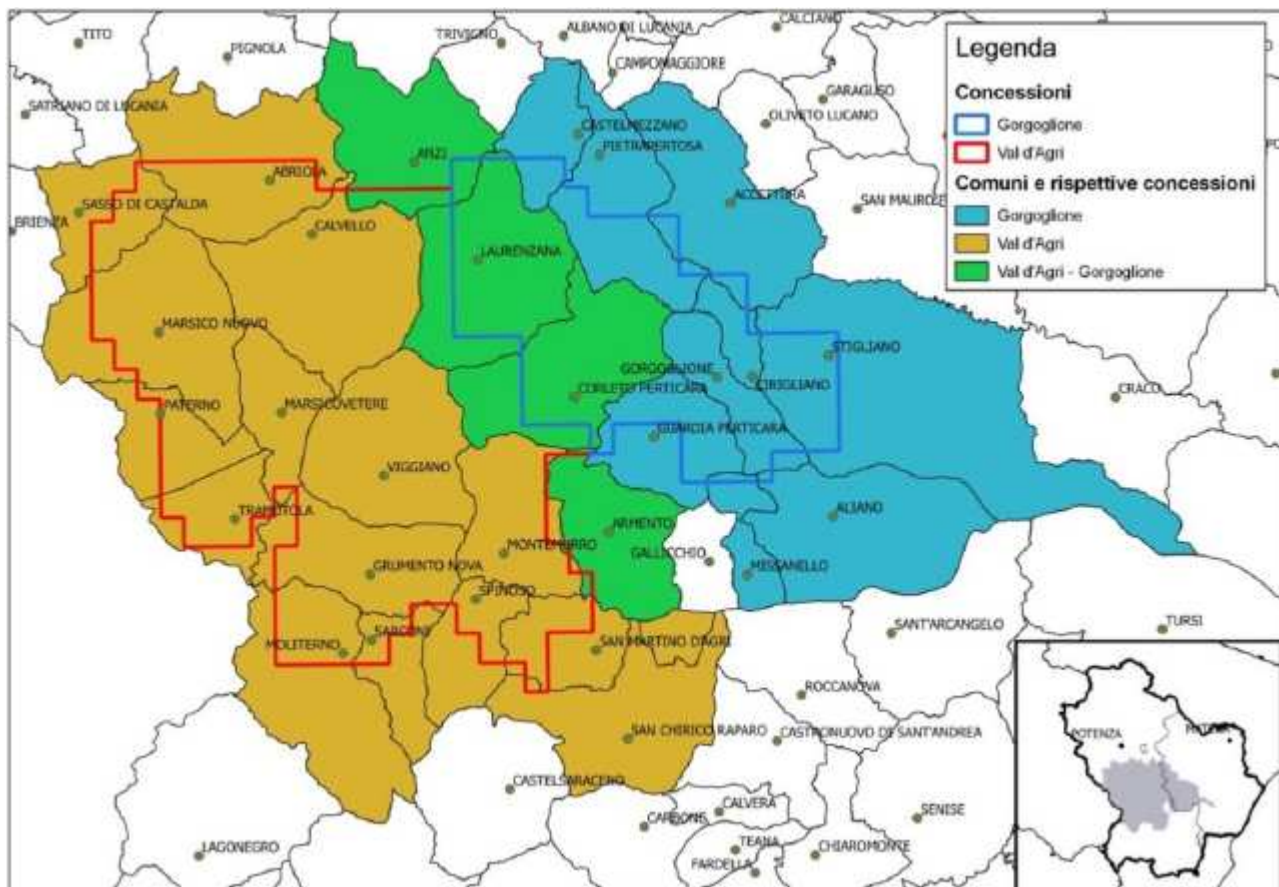 TITO
PIGNOLA
TRIVIGNO
ALBANO DI LUCANIA
CALCIANO
CAMPOMAGGIORE
SATRIANO DI LUCANIA
GARAGUSO
OLIVETO LUCANO
CASTELMEZZANO
PIETRAPERTOSA
ANZI
ABRIOLA
ACCETTURA
SAN MAURO
SASSO DI CASTALDA
BRIENZA
CALVELLO
LAURENZANA
MARSICO NUOVO
STIGLIANO
GORGOGLIONE
CIRIGLIANO
CORLETO PERTICARA
CRACO
PATERNO
MARSICOVETERE
GUARDIA PERTICARA
VIGGIANO
TRAMUTOLA
ALIANO
ARMENTO
MONTEMURRO
GALLICCHIO
GRUMENTO NOVA
MISSANELLO
SPINOSO
SARCONI
MOLITERNO
SAN MARTINO D'AGRI
SANT'ARCANGELO
TURSI
ROCCANOVA
SAN CHIRICO RAPARO
CASTRONUOVO DI SANT'ANDREA
CASTELSARACENO
CARBONE
CALVERA
SENISE
LAGONEGRO
TEANA
FARDELLA
CHIAROMONTE
Legenda
Concessioni
Gorgoglione
Val d'Agri
Comuni e rispettive concessioni
Gorgoglione
Val d'Agri
Val d'Agri - Gorgoglione
POTENZA
MATERA